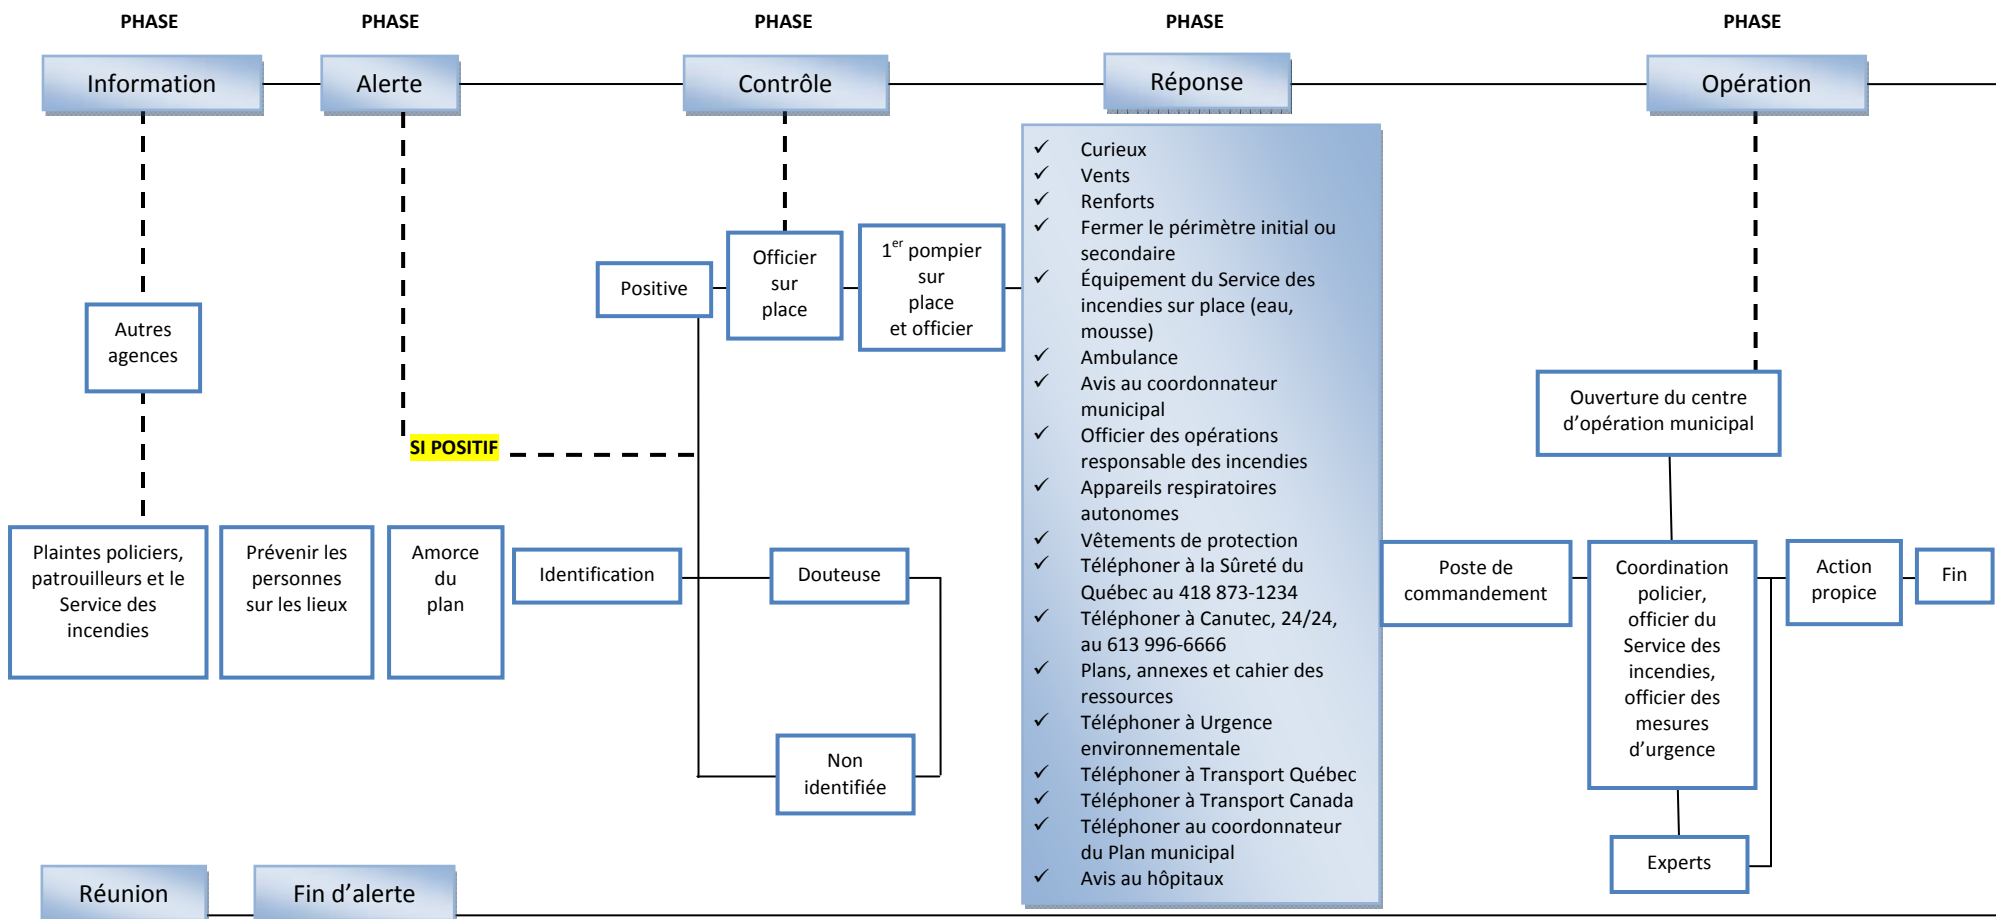 PHASE
PHASE
PHASE
PHASE
PHASE
Information
Alerte
Contrôle
Réponse
Opération
Autres
agences
Plaintes policiers,
patrouilleurs et le
Service des
incendies
Prévenir les
personnes
sur les lieux
SI POSITIF
Amorce
du
plan
Identification
Positive
Officier
sur
place
1er pompier
sur
place
et officier
Douteuse
Non
identifiée
✓ Curieux
✓ Vents
✓ Renforts
✓ Fermer le périmètre initial ou
secondaire
✓ Équipement du Service des
incendies sur place (eau,
mousse)
✓ Ambulance
✓ Avis au coordonnateur
municipal
✓ Officier des opérations
responsable des incendies
✓ Appareils respiratoires
autonomes
✓ Vêtements de protection
✓ Téléphoner à la Sûreté du
Québec au 418 873-1234
✓ Téléphoner à Canutec, 24/24,
au 613 996-6666
✓ Plans, annexes et cahier des
ressources
✓ Téléphoner à Urgence
environnementale
✓ Téléphoner à Transport Québec
✓ Téléphoner à Transport Canada
✓ Téléphoner au coordonnateur
du Plan municipal
✓ Avis au hôpitaux
Poste de
commandement
Ouverture du centre
d’opération municipal
Coordination
policier,
officier du
Service des
incendies,
officier des
mesures
d’urgence
Experts
Action
propice
Fin
Réunion
Fin d’alerte